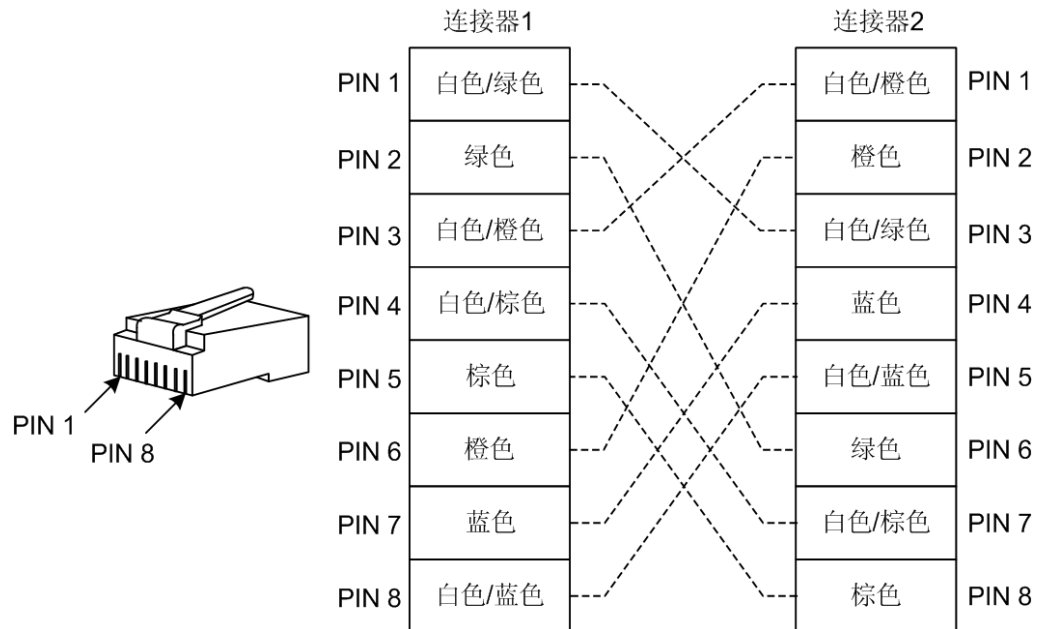 连接器1 连接器2
PIN 1 白色/绿色 白色/橙色 PIN 1
PIN 2 绿色 橙色 PIN 2
PIN 3 白色/橙色 白色/绿色 PIN 3
PIN 4 白色/棕色 蓝色 PIN 4
PIN 5 棕色 白色/蓝色 PIN 5
PIN 6 橙色 绿色 PIN 6
PIN 7 蓝色 白色/棕色 PIN 7
PIN 8 白色/蓝色 棕色 PIN 8
PIN 1
PIN 8